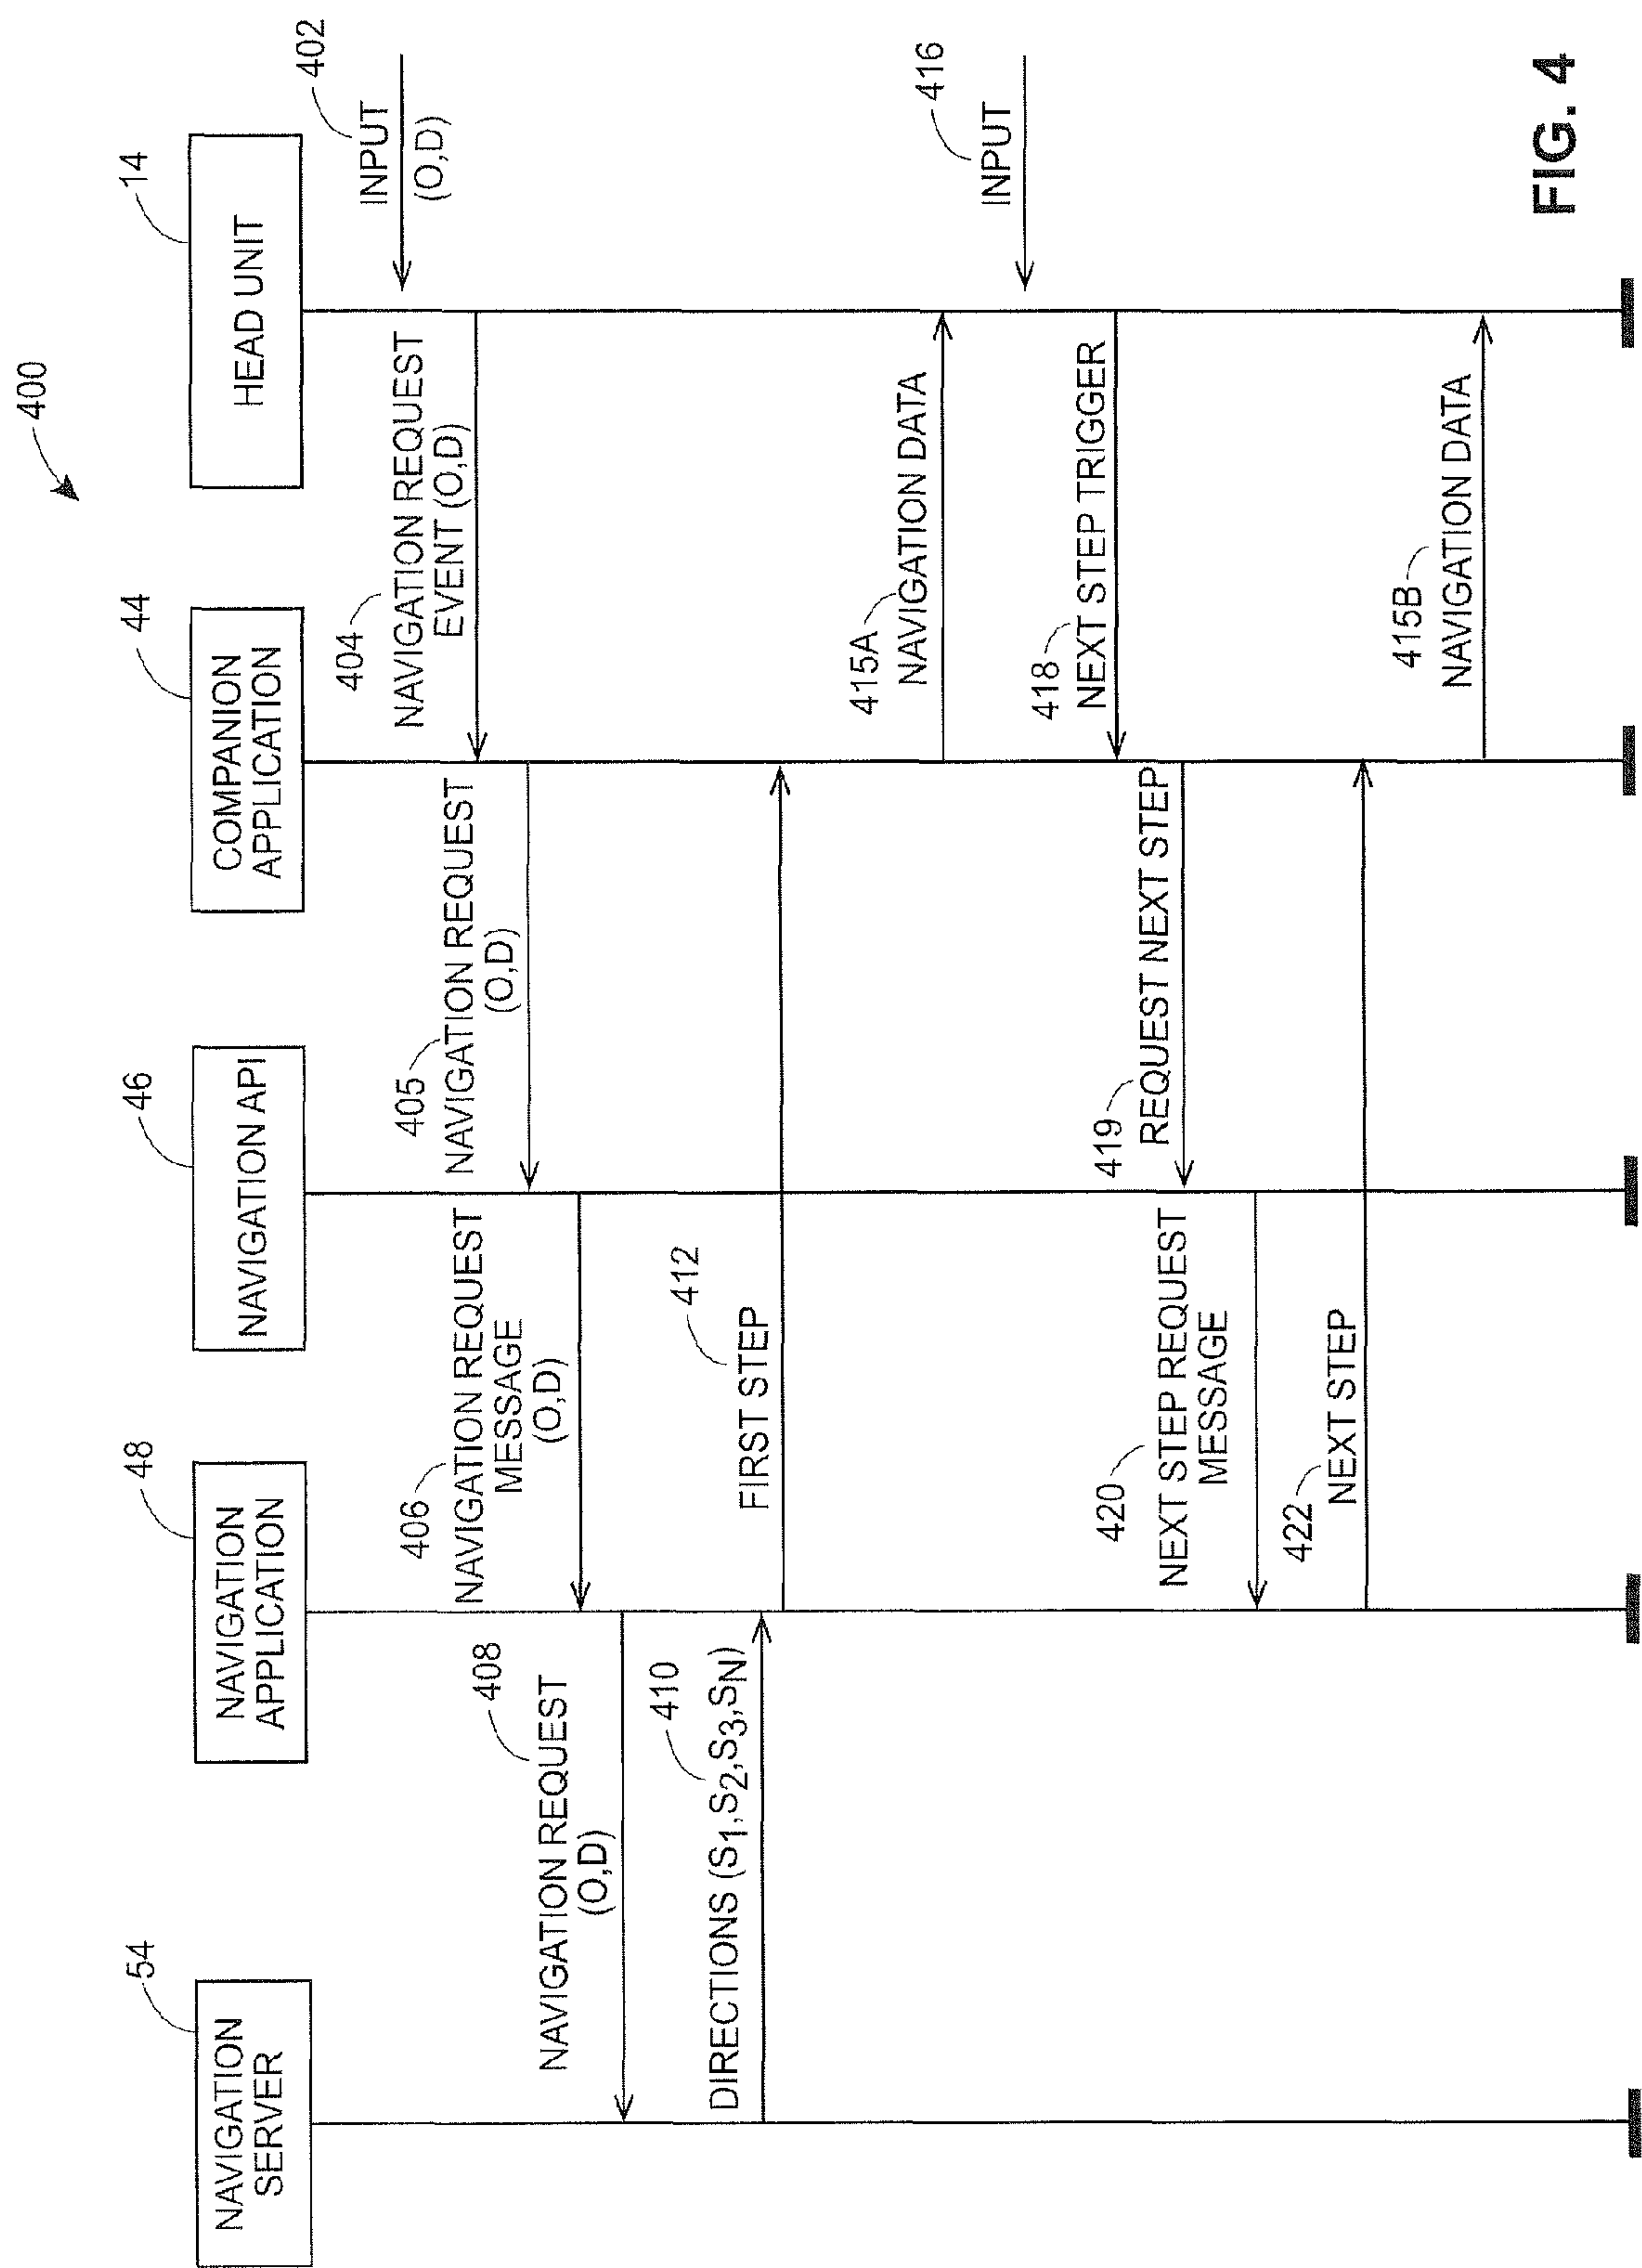 400
54
NAVIGATION
SERVER
48
NAVIGATION
APPLICATION
46
NAVIGATION API
44
COMPANION
APPLICATION
14
HEAD UNIT
402
INPUT
(O,D)
404
NAVIGATION REQUEST
EVENT (O,D)
405
NAVIGATION REQUEST
(O,D)
406
NAVIGATION REQUEST
MESSAGE
(O,D)
408
NAVIGATION REQUEST
(O,D)
410
DIRECTIONS (S1,S2,S3,SN)
412
FIRST STEP
415A
NAVIGATION DATA
416
INPUT
418
NEXT STEP TRIGGER
419
REQUEST NEXT STEP
420
NEXT STEP REQUEST
MESSAGE
422
NEXT STEP
415B
NAVIGATION DATA
FIG. 4